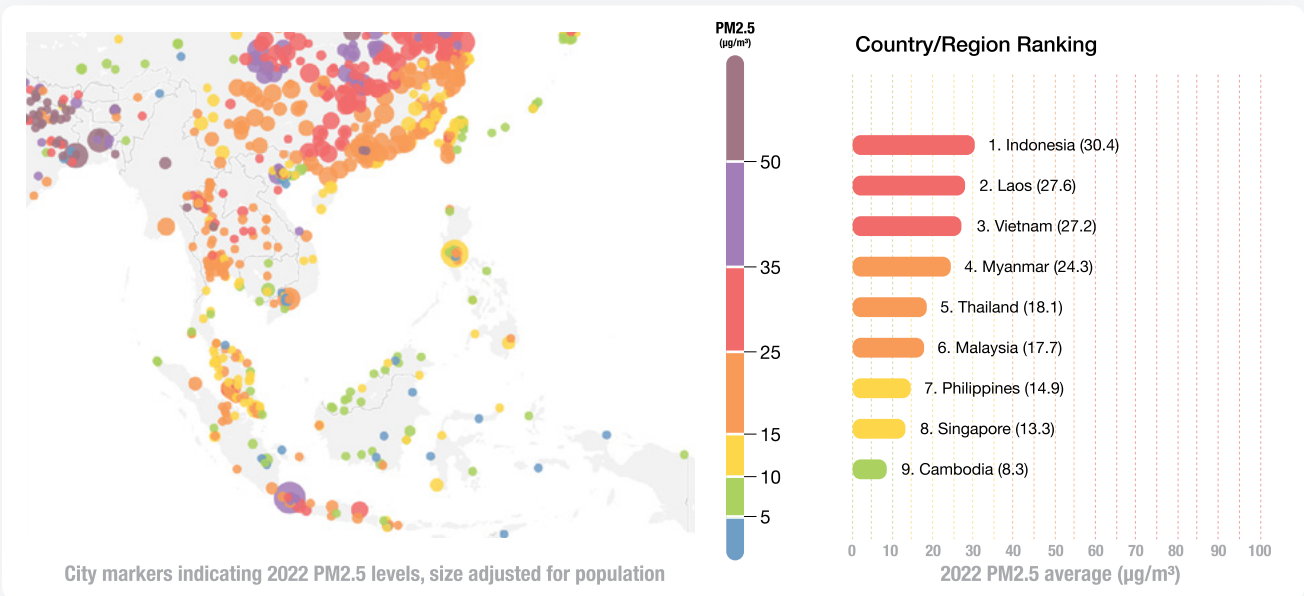 PM2.5
(µg/m³)
50
35
25
15
10
5
City markers indicating 2022 PM2.5 levels, size adjusted for population
Country/Region Ranking
1. Indonesia (30.4)
2. Laos (27.6)
3. Vietnam (27.2)
4. Myanmar (24.3)
5. Thailand (18.1)
6. Malaysia (17.7)
7. Philippines (14.9)
8. Singapore (13.3)
9. Cambodia (8.3)
0 10 20 30 40 50 60 70 80 90 100
2022 PM2.5 average (µg/m³)